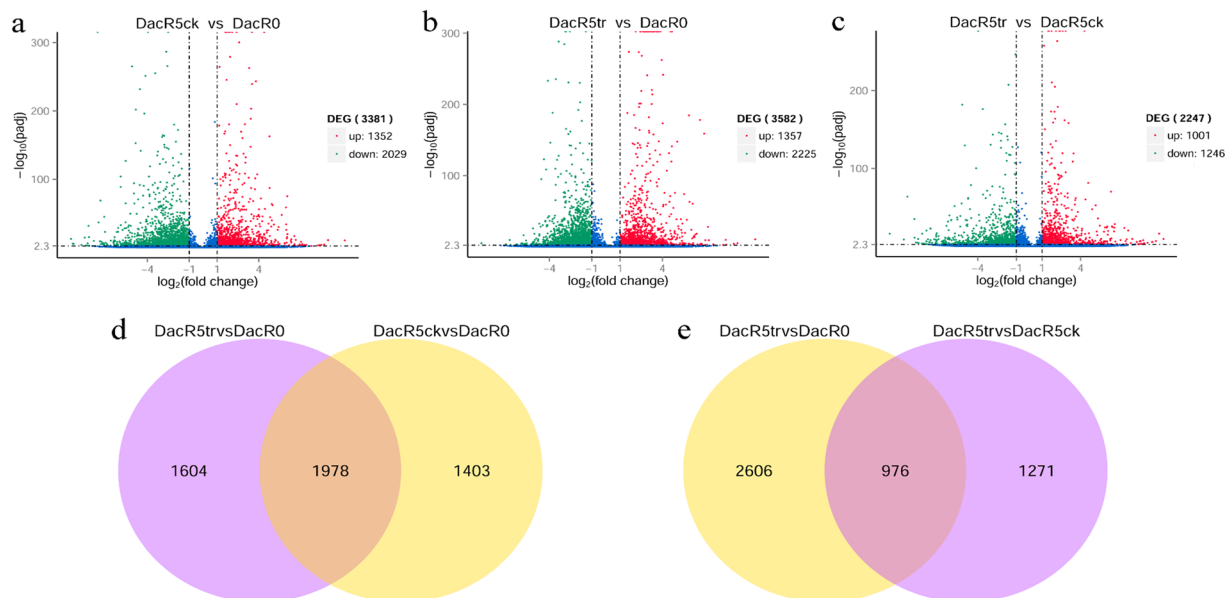 a
DacR5ck vs DacR0
300
200
100
2.3
−log10(padj)
-4
-1
1
4
log2(fold change)
DEG ( 3381 )
up: 1352
down: 2029
b
DacR5tr vs DacR0
300
200
100
2.3
−log10(padj)
-4
-1
1
4
log2(fold change)
DEG ( 3582 )
up: 1357
down: 2225
c
DacR5tr vs DacR5ck
200
100
2.3
−log10(padj)
-4
-1
1
4
log2(fold change)
DEG ( 2247 )
up: 1001
down: 1246
d
DacR5trvsDacR0
DacR5ckvsDacR0
1604
1978
1403
e
DacR5trvsDacR0
DacR5trvsDacR5ck
2606
976
1271